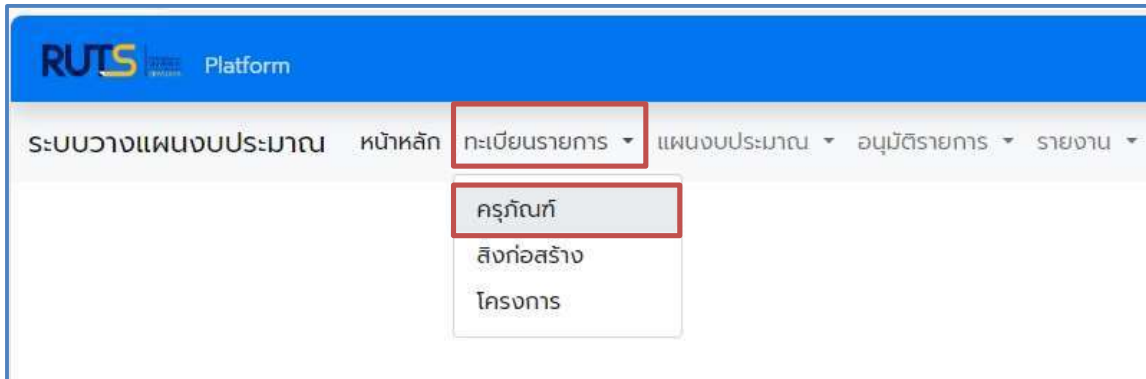 RUTS Platform
ระบบวางแผนงบประมาณ หน้าหลัก ทะเบียนรายการ แผนงบประมาณ อนุมัติรายการ รายงาน
ครุภัณฑ์
สิ่งก่อสร้าง
โครงการ